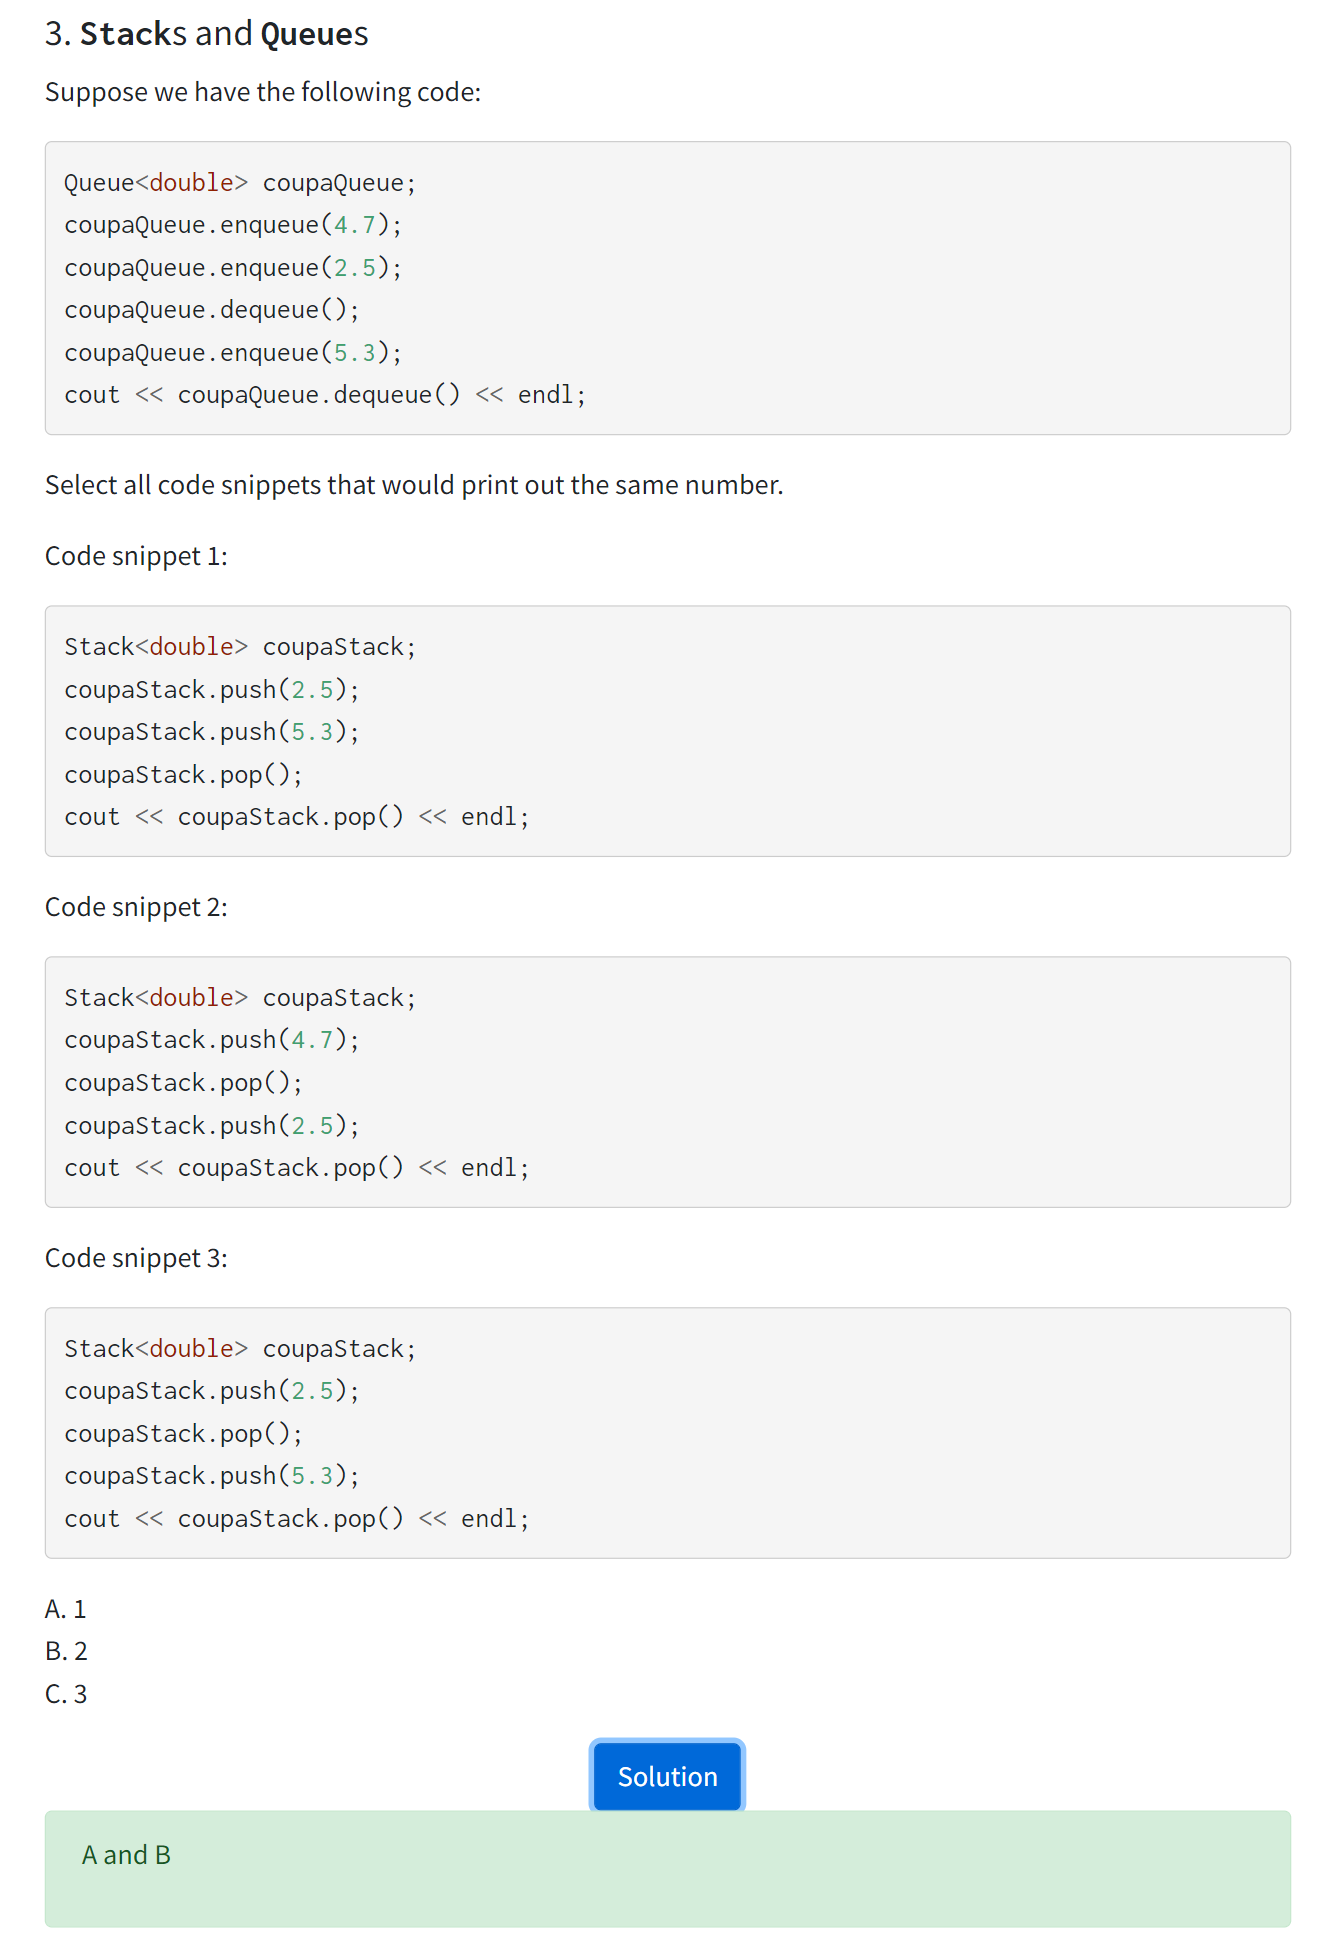 3. Stacks and Queues
Suppose we have the following code:
Queue<double> coupaQueue;
coupaQueue.enqueue(4.7);
coupaQueue.enqueue(2.5);
coupaQueue.dequeue();
coupaQueue.enqueue(5.3);
cout << coupaQueue.dequeue() << endl;
Select all code snippets that would print out the same number.
Code snippet 1:
Stack<double> coupaStack;
coupaStack.push(2.5);
coupaStack.push(5.3);
coupaStack.pop();
cout << coupaStack.pop() << endl;
Code snippet 2:
Stack<double> coupaStack;
coupaStack.push(4.7);
coupaStack.pop();
coupaStack.push(2.5);
cout << coupaStack.pop() << endl;
Code snippet 3:
Stack<double> coupaStack;
coupaStack.push(2.5);
coupaStack.pop();
coupaStack.push(5.3);
cout << coupaStack.pop() << endl;
A. 1
B. 2
C. 3
Solution
A and B